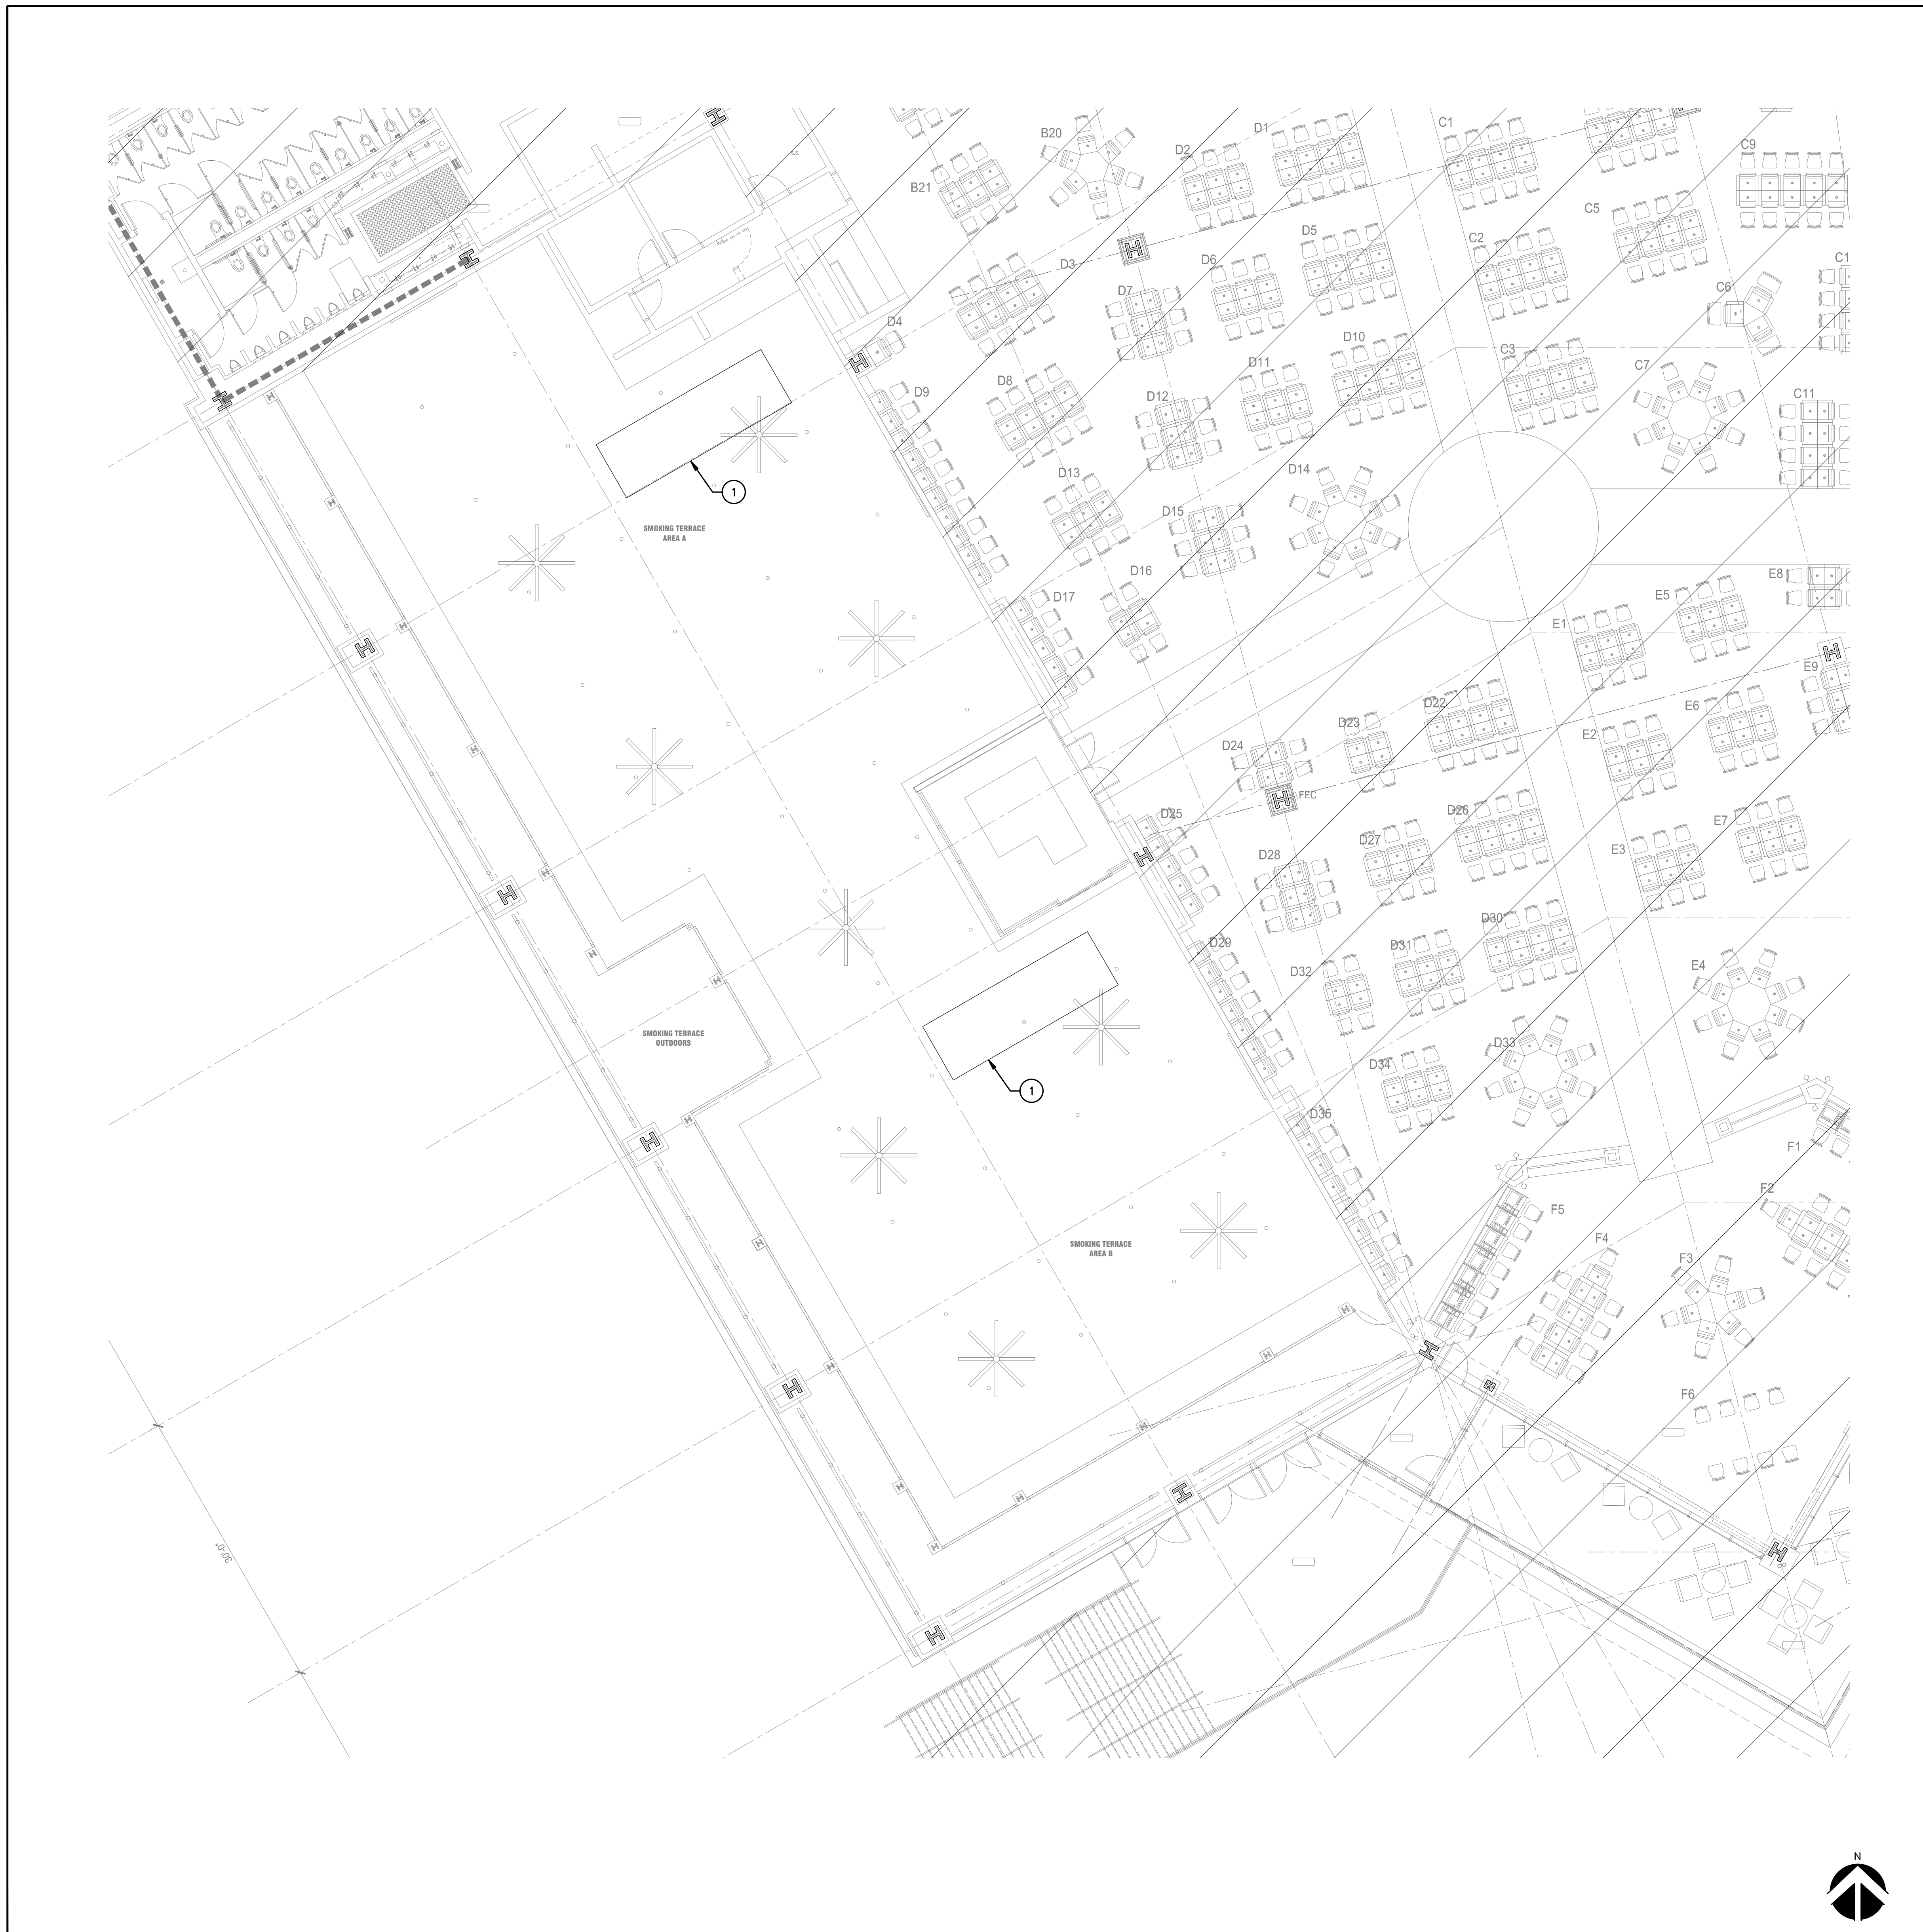 B20
D1
C1
C9
D2
B21
C5
D5
C2
D6
D3
C1
C6
D7
D4
D10
C3
D11
C7
D8
D9
D12
C11
D14
D13
1
D15
SMOKING TERRACE
AREA A
D16
E8
E5
D17
E1
E9
D22
E6
D23
E2
D24
FEC
D26
D25
E7
D27
E3
D28
D30
D29
D31
E4
D32
SMOKING TERRACE
OUTDOORS
D33
D34
1
D35
F1
F2
F5
F4
SMOKING TERRACE
AREA B
F3
F6
30'-0"
N